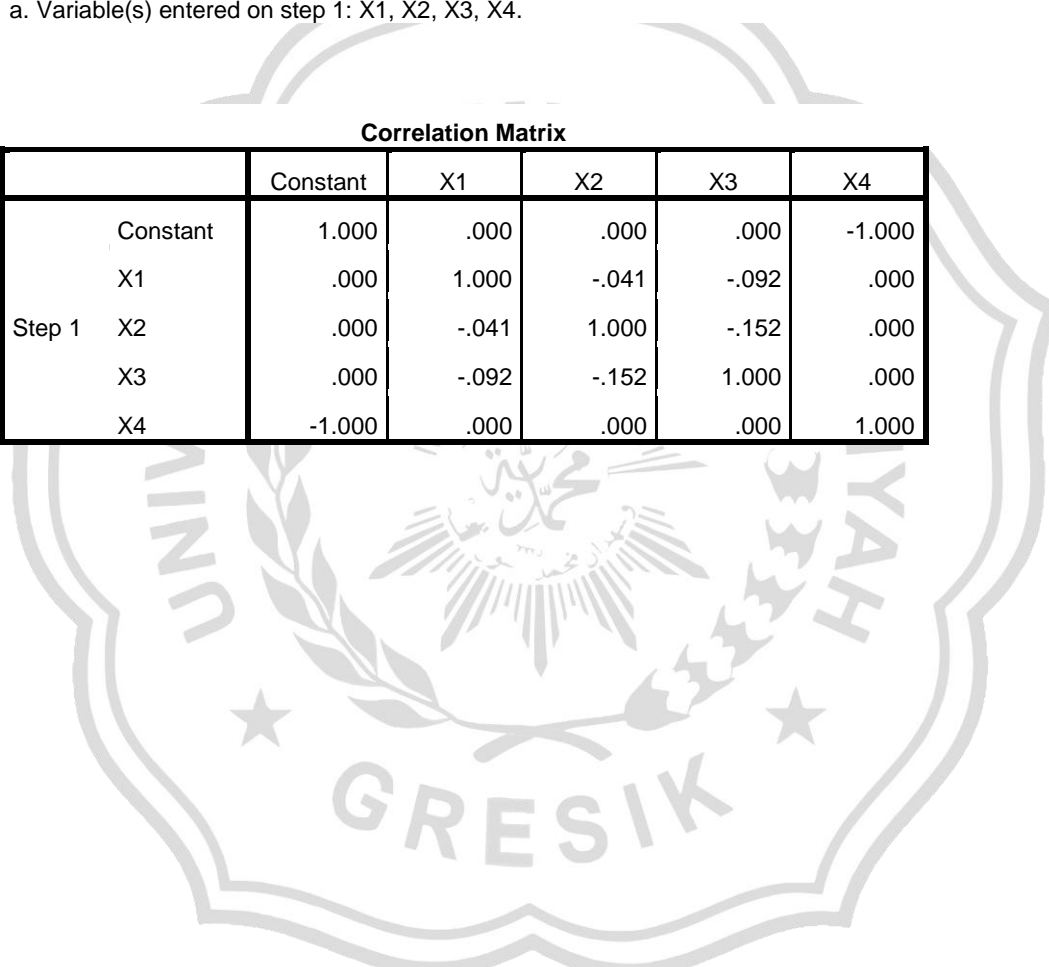 a. Variable(s) entered on step 1: X1, X2, X3, X4.
Correlation Matrix
Constant X1 X2 X3 X4
Constant 1.000 .000 .000 .000 -1.000
X1 .000 1.000 -.041 -.092 .000
Step 1 X2 .000 -.041 1.000 -.152 .000
X3 .000 -.092 -.152 1.000 .000
X4 -1.000 .000 .000 .000 1.000
محمد
GRESIK